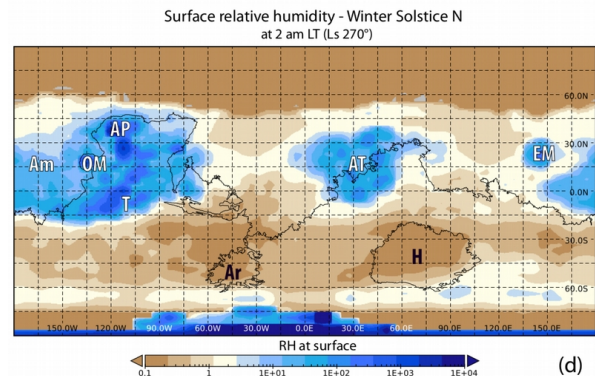 Surface relative humidity - Winter Solstice N
at 2 am LT (Ls 270°)
60.0N
AP
30.0N
Am
OM
AT
EM
0.0N
T
30.0S
Ar
H
60.0S
150.0W 120.0W 90.0W 60.0W 30.0W 0.0E 30.0E 60.0E 90.0E 120.0E 150.0E
RH at surface
0.1 1 1E+01 1E+02 1E+03 1E+04
(d)